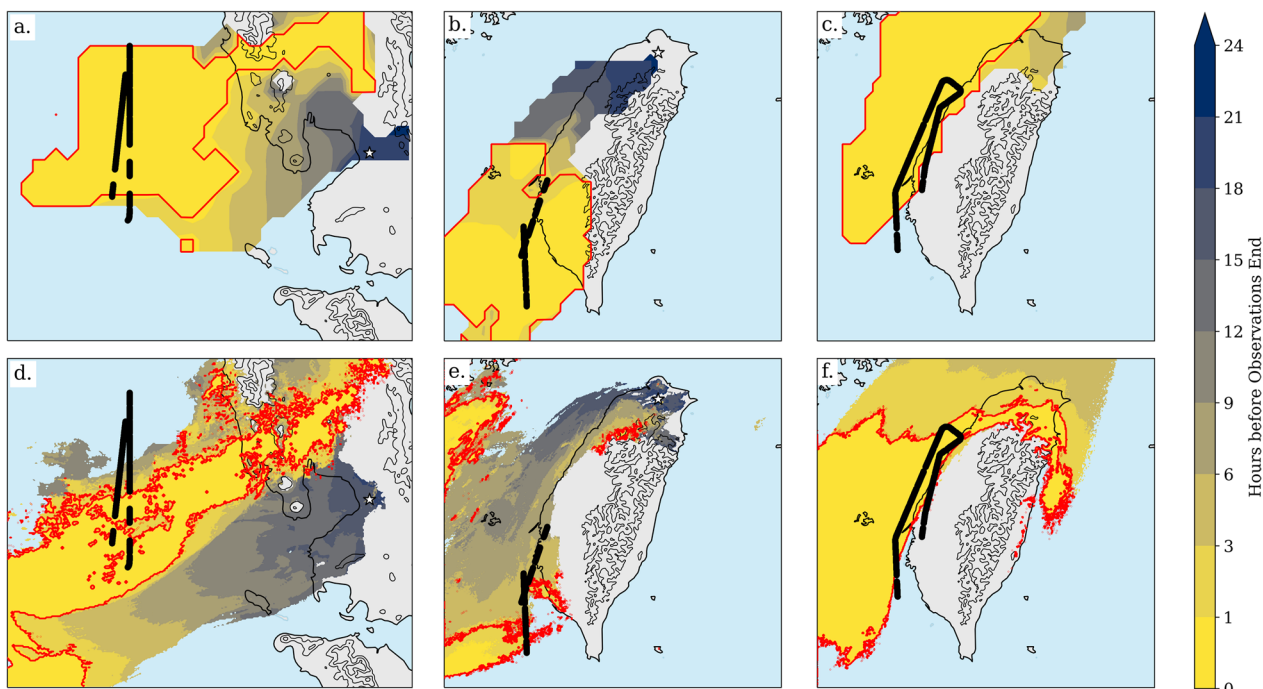 a.
b.
c.
d.
e.
f.
24
21
18
15
12
9
6
3
1
0
Hours before Observations End